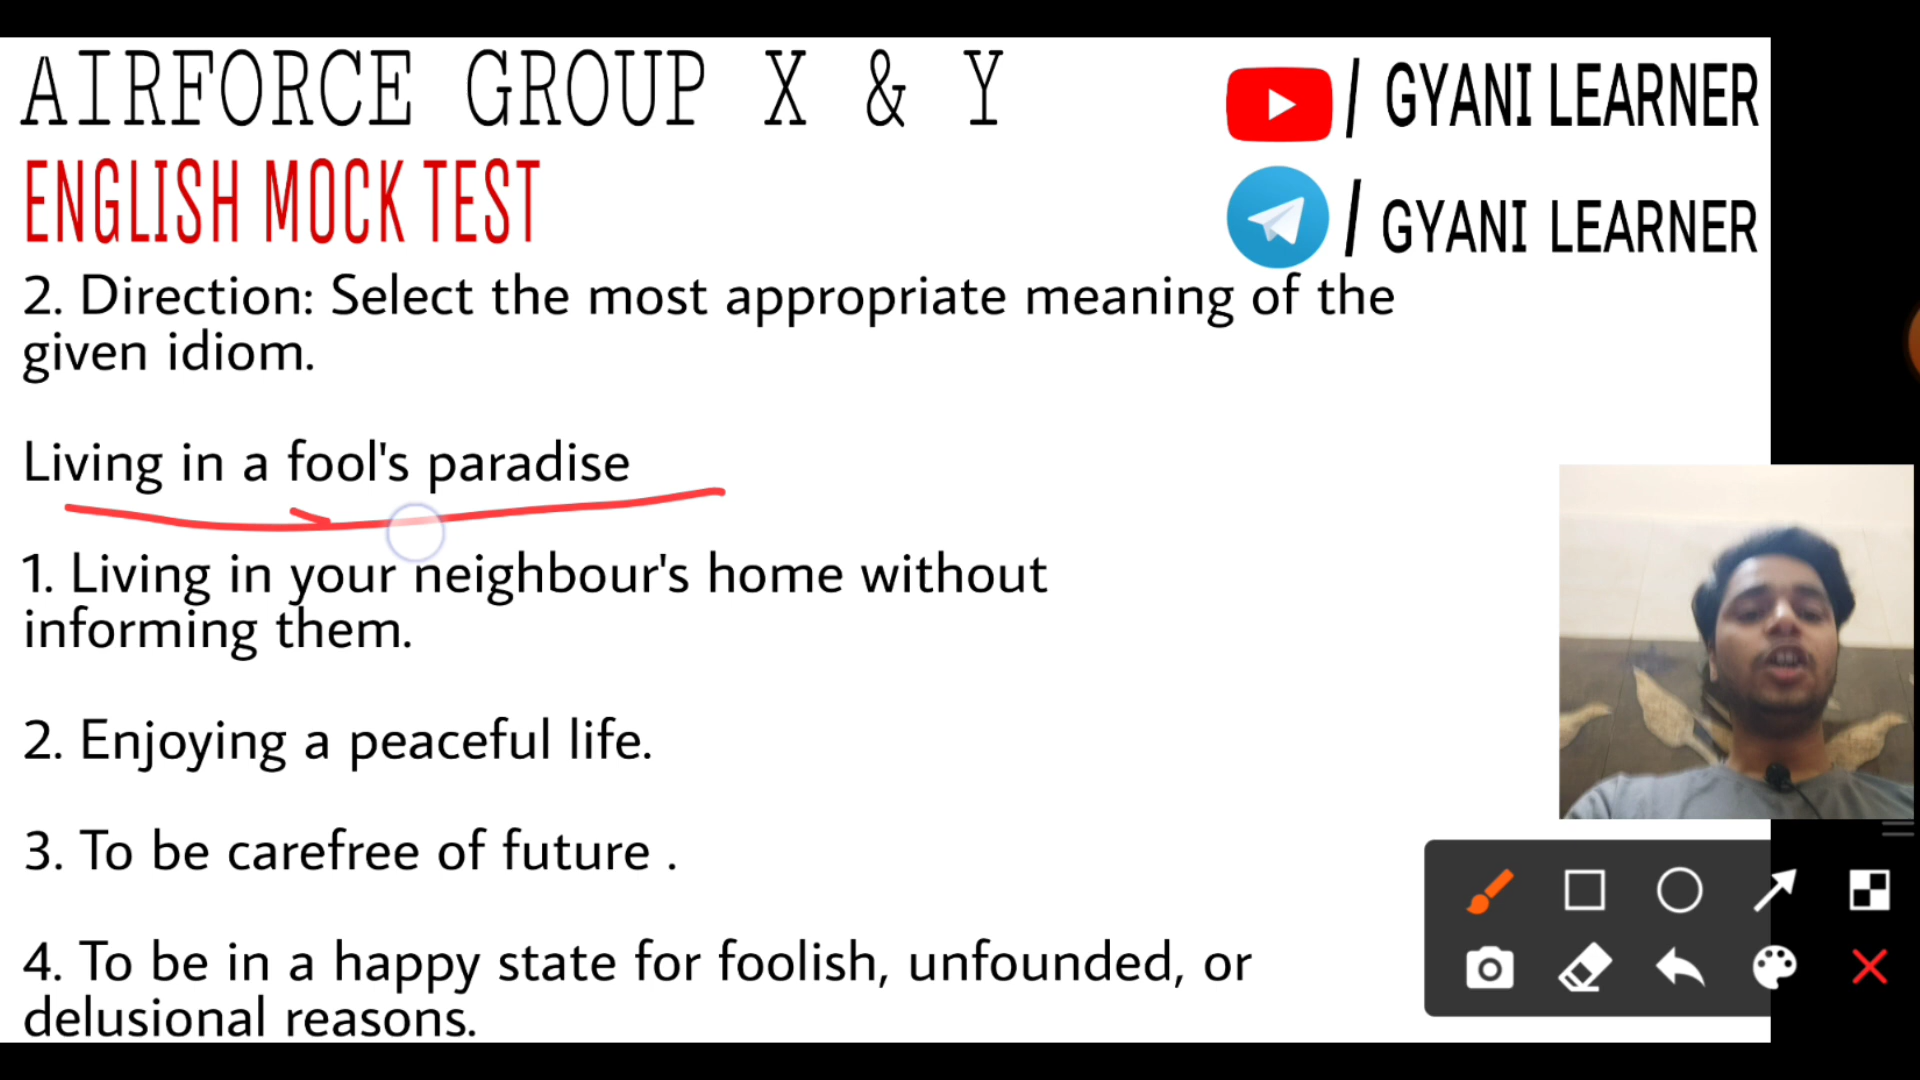 AIRFORCE GROUP X & Y
/ GYANI LEARNER
ENGLISH MOCK TEST
/ GYANI LEARNER
2. Direction: Select the most appropriate meaning of the
given idiom.
Living in a fool's paradise
1. Living in your neighbour's home without
informing them.
2. Enjoying a peaceful life.
3. To be carefree of future .
4. To be in a happy state for foolish, unfounded, or
delusional reasons.